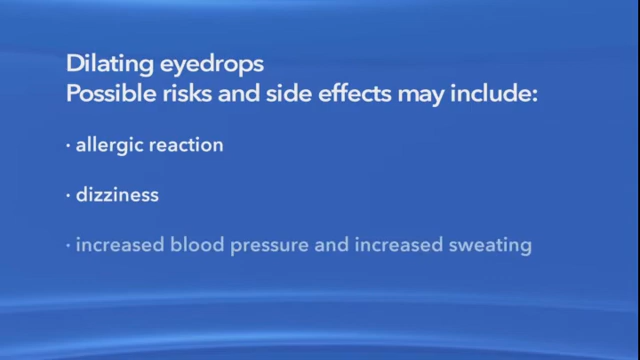 Dilating eyedrops
Possible risks and side effects may include:
· allergic reaction
· dizziness
· increased blood pressure and increased sweating